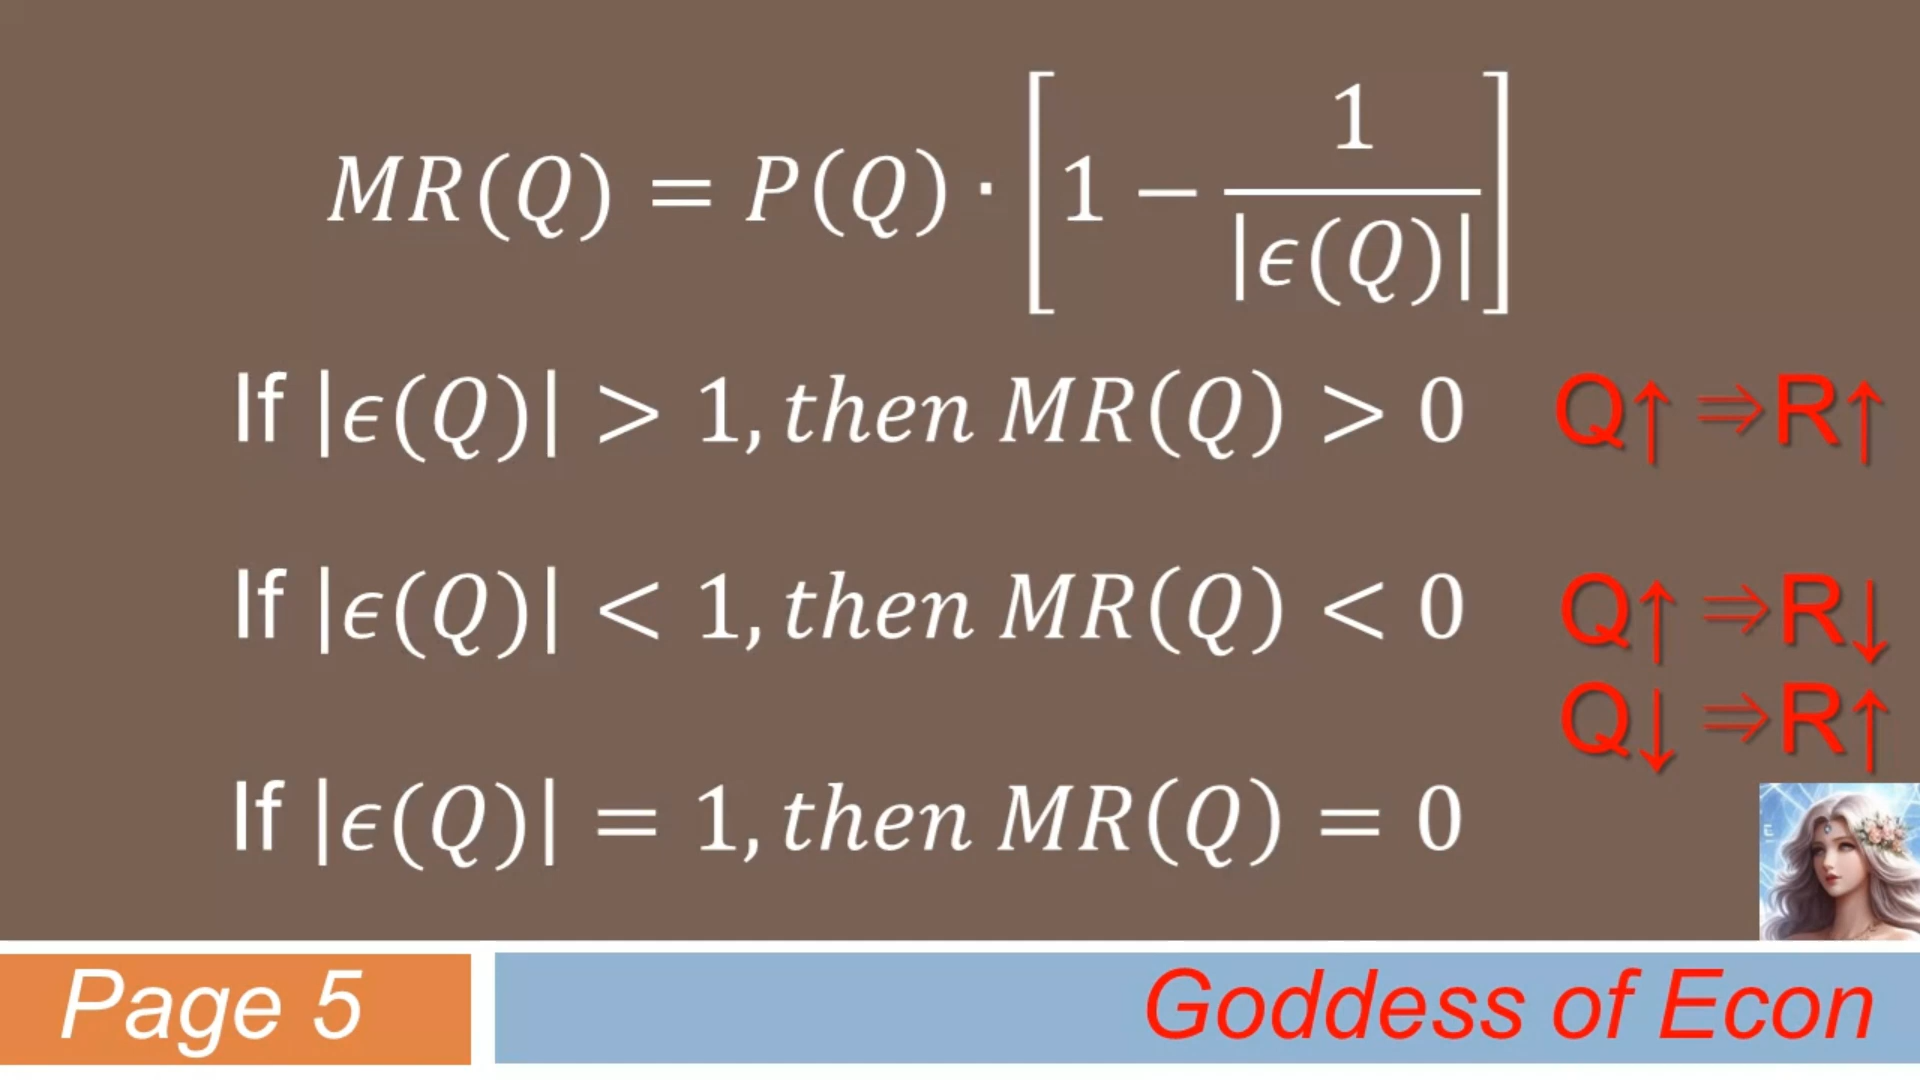 MR(Q) = P(Q) · [1 − 1/|ϵ(Q)|]
If |ϵ(Q)| > 1, then MR(Q) > 0 Q↑ ⇒R↑
If |ϵ(Q)| < 1, then MR(Q) < 0 Q↑ ⇒R↓
Q↓ ⇒R↑
If |ϵ(Q)| = 1, then MR(Q) = 0
Page 5
Goddess of Econ